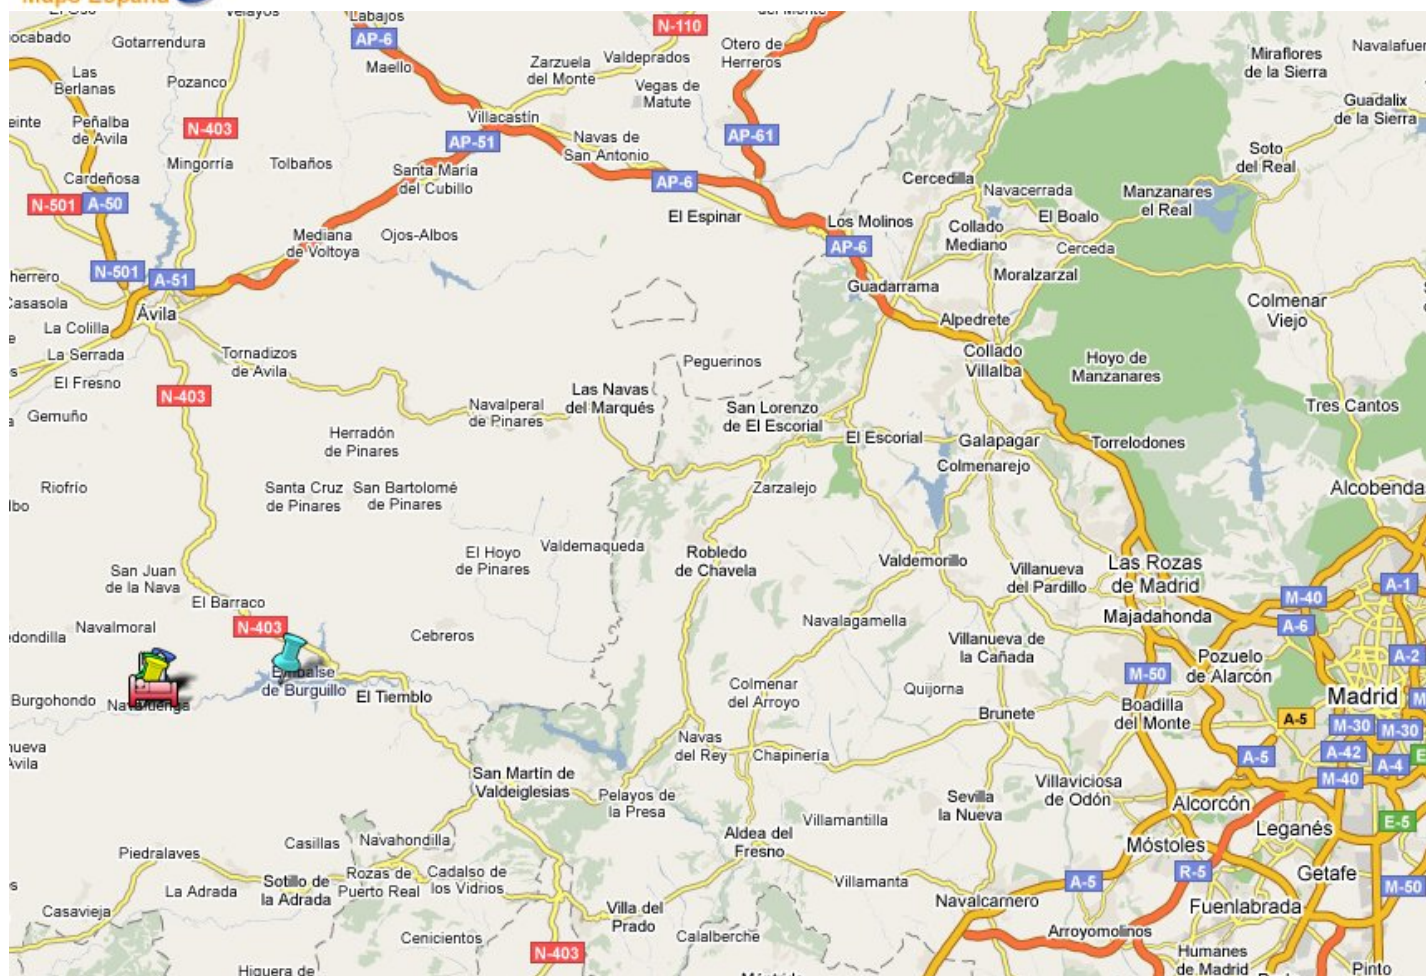 Maps España
Velayos
Labajos
del Monte
Gotarrendura
AP-6
N-110
Otero de
Herreros
Miraflores
de la Sierra
Las
Berlanas
Pozanco
Maello
Zarzuela
del Monte
Valdeprados
Vegas de
Matute
Guadalix
de la Sierra
Peñalba
de Avila
N-403
Villacastín
AP-51
Navas de
San Antonio
AP-61
Soto
del Real
Mingorría
Tolbaños
Cardeñosa
Santa María
del Cubillo
AP-6
Cercedilla
Navacerrada
Manzanares
el Real
N-501
A-50
El Espinar
Los Molinos
Collado
Mediano
El Boalo
Mediana
de Voltoya
Ojos-Albos
AP-6
Cerceda
N-501
A-51
Moralzarzal
Guadarrama
Casasola
Ávila
Colmenar
Viejo
La Colilla
Alpedrete
La Serrada
Tornadizos
de Avila
Peguerinos
Collado
Villalba
Hoyo de
Manzanares
El Fresno
N-403
Las Navas
del Marqués
Gemuño
Navalperal
de Pinares
San Lorenzo
de El Escorial
Tres Cantos
Herradón
de Pinares
El Escorial
Galapagar
Torrelodones
Colmenarejo
Riofrío
Santa Cruz
de Pinares
San Bartolomé
de Pinares
Zarzalejo
Alcobenda
El Hoyo
de Pinares
Valdemaqueda
Robledo
de Chavela
Valdemorillo
Villanueva
del Pardillo
Las Rozas
de Madrid
San Juan
de la Nava
A-1
M-40
El Barraco
Majadahonda
Navalmoral
N-403
Cebreros
Navalagamella
A-6
Villanueva de
la Cañada
Pozuelo
de Alarcón
A-2
Embalse
de Burguillo
M-50
Burgohondo
Navaluenga
El Tiemblo
Colmenar
del Arroyo
Quijorna
Boadilla
del Monte
Madrid
Brunete
A-5
M-30
M-30
Navas
del Rey
Chapinería
A-5
A-42
A-4
M-40
San Martín de
Valdeiglesias
Pelayos de
la Presa
Villaviciosa
de Odón
Sevilla
la Nueva
Alcorcón
Villamantilla
Leganés
E-5
Casillas
Navahondilla
Aldea del
Fresno
Móstoles
Piedralaves
La Adrada
Sotillo de
la Adrada
Rozas de
Puerto Real
Cadalso de
los Vidrios
Villamanta
A-5
R-5
Getafe
M-50
Casavieja
Villa del
Prado
Navalcarnero
Fuenlabrada
Cenicientos
Calalberche
Arroyomolinos
N-403
Humanes
de Madrid
Pinto
Higuera de